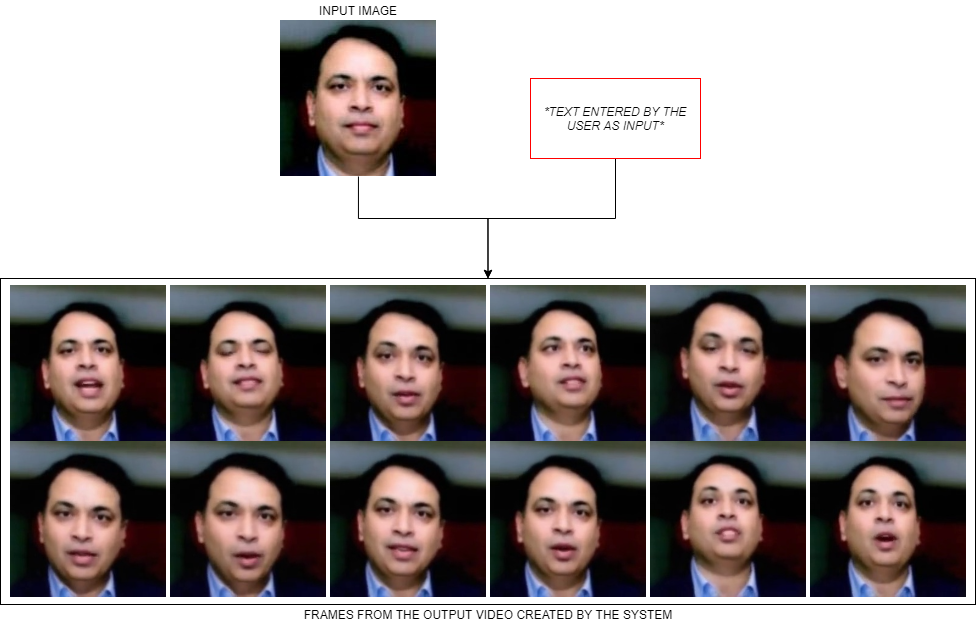 INPUT IMAGE
*TEXT ENTERED BY THE
USER AS INPUT*
FRAMES FROM THE OUTPUT VIDEO CREATED BY THE SYSTEM